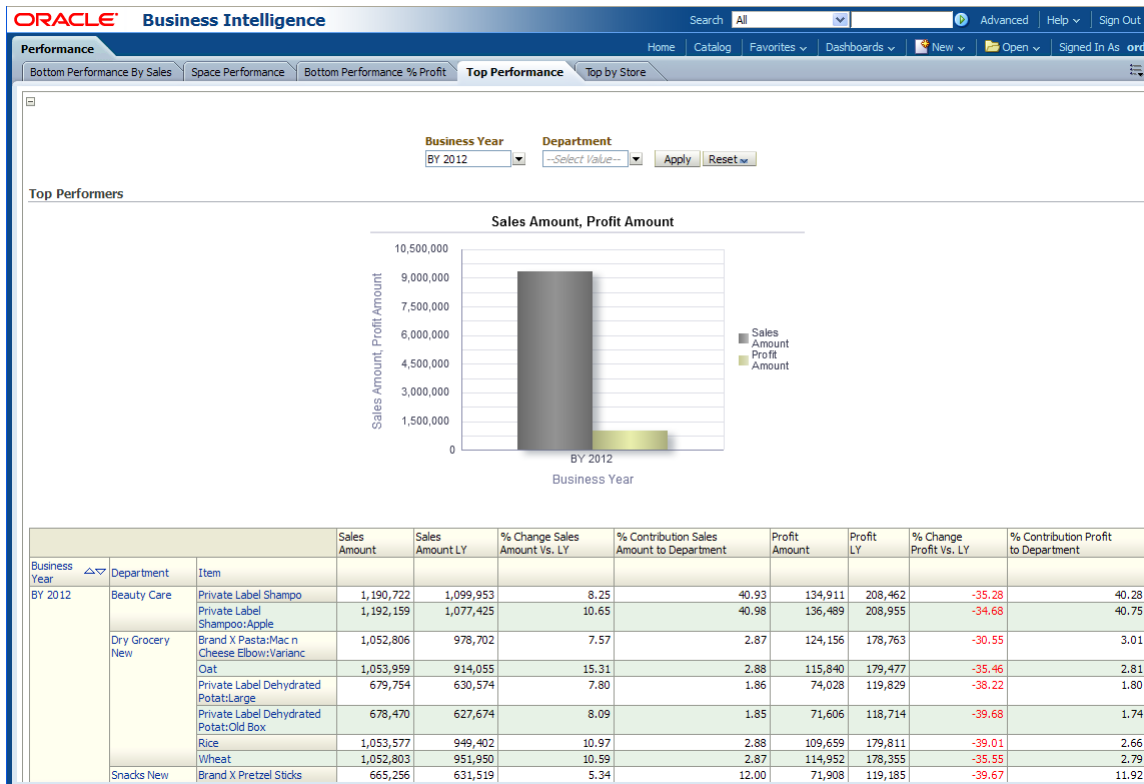 ORACLE Business Intelligence Search All Advanced Help Sign Out
Performance Home Catalog Favorites Dashboards New Open Signed In As ord
Bottom Performance By Sales Space Performance Bottom Performance % Profit Top Performance Top by Store
Business Year Department
BY 2012 --Select Value-- Apply Reset
Top Performers
Sales Amount, Profit Amount
Sales Amount, Profit Amount
10,500,000
9,000,000
7,500,000
6,000,000
4,500,000
3,000,000
1,500,000
0
Sales
Amount
Profit
Amount
BY 2012
Business Year
Sales Amount Sales Amount LY % Change Sales Amount Vs. LY % Contribution Sales Amount to Department Profit Amount Profit LY % Change Profit Vs. LY % Contribution Profit to Department
Business Year Department Item
BY 2012 Beauty Care Private Label Shampo 1,190,722 1,099,953 8.25 40.93 134,911 208,462 -35.28 40.28
Private Label Shampoo:Apple 1,192,159 1,077,425 10.65 40.98 136,489 208,955 -34.68 40.75
Dry Grocery New Brand X Pasta:Mac n Cheese Elbow:Varianc 1,052,806 978,702 7.57 2.87 124,156 178,763 -30.55 3.01
Oat 1,053,959 914,055 15.31 2.88 115,840 179,477 -35.46 2.81
Private Label Dehydrated Potat:Large 679,754 630,574 7.80 1.86 74,028 119,829 -38.22 1.80
Private Label Dehydrated Potat:Old Box 678,470 627,674 8.09 1.85 71,606 118,714 -39.68 1.74
Rice 1,053,577 949,402 10.97 2.88 109,659 179,811 -39.01 2.66
Wheat 1,052,803 951,950 10.59 2.87 114,952 178,355 -35.55 2.79
Snacks New Brand X Pretzel Sticks 665,256 631,519 5.34 12.00 71,908 119,185 -39.67 11.92